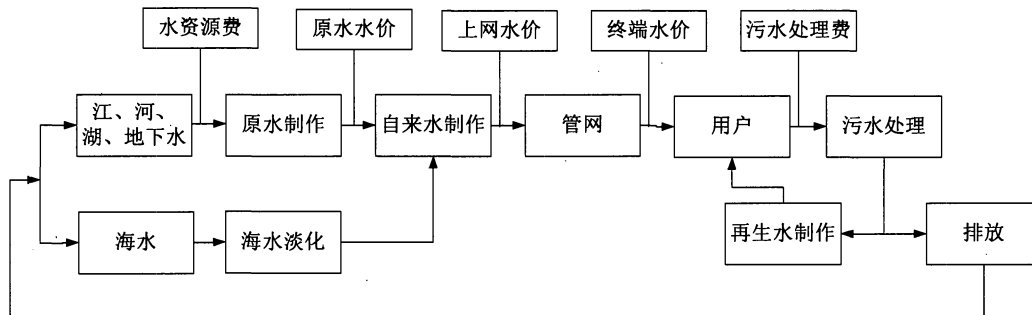 水资源费
原水水价
上网水价
终端水价
污水处理费
江、河、
湖、地下水
原水制作
自来水制作
管网
用户
污水处理
海水
海水淡化
再生水制作
排放